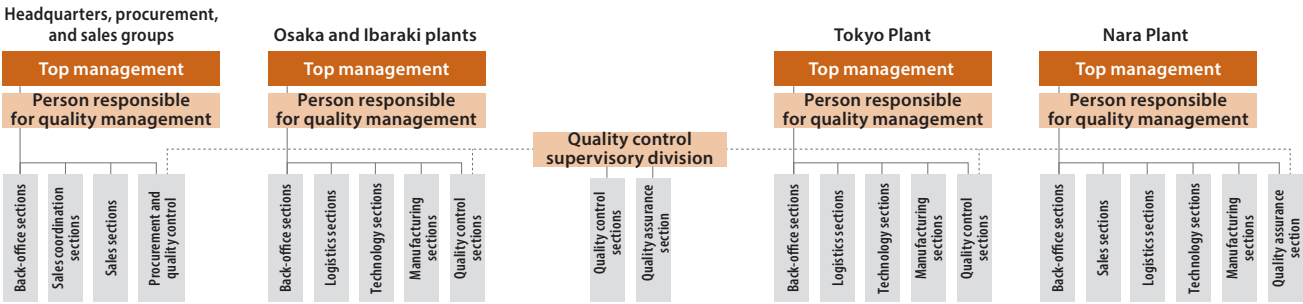 Headquarters, procurement,
and sales groups
Top management
Person responsible
for quality management
Back-office sections
Sales coordination
sections
Sales sections
Procurement and
quality control
Osaka and Ibaraki plants
Top management
Person responsible
for quality management
Back-office sections
Logistics sections
Technology sections
Manufacturing
sections
Quality control
sections
Quality control
supervisory division
Quality control
sections
Quality assurance
section
Tokyo Plant
Top management
Person responsible
for quality management
Back-office sections
Logistics sections
Technology sections
Manufacturing
sections
Quality control
sections
Nara Plant
Top management
Person responsible
for quality management
Back-office sections
Sales sections
Logistics sections
Technology sections
Manufacturing
sections
Quality assurance
section